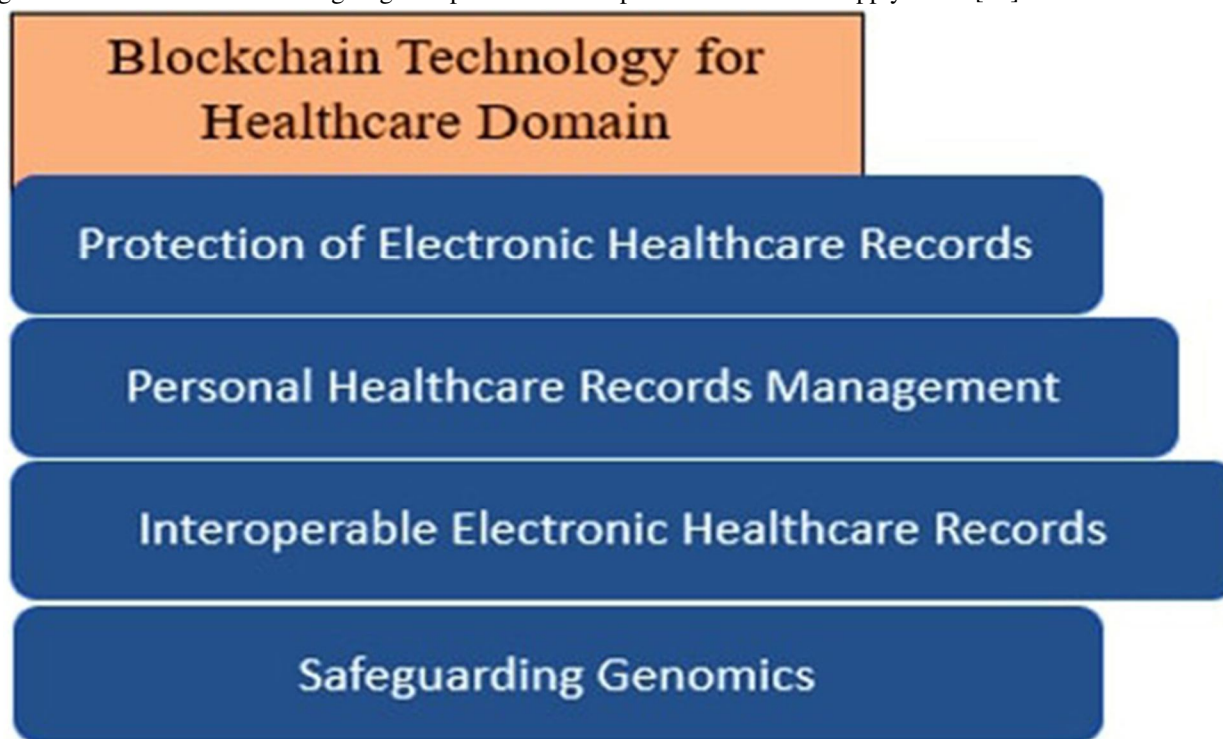 Blockchain Technology for
Healthcare Domain
Protection of Electronic Healthcare Records
Personal Healthcare Records Management
Interoperable Electronic Healthcare Records
Safeguarding Genomics